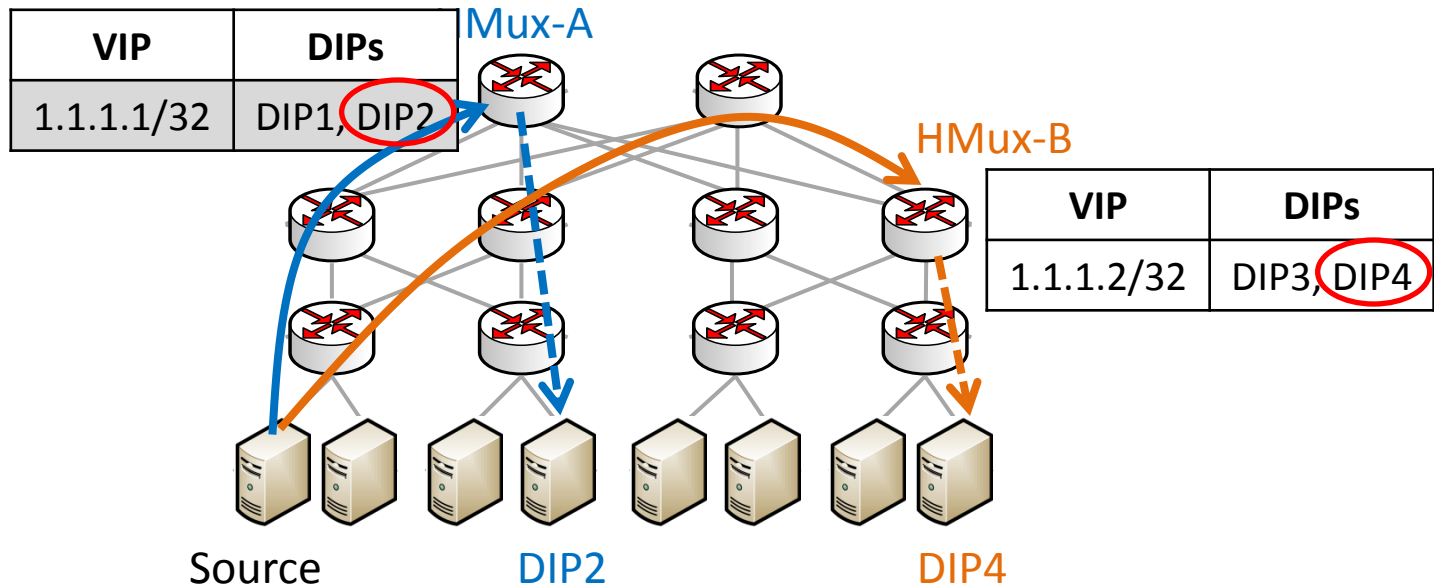 VIP DIPs
1.1.1.1/32 DIP1, DIP2
HMux-A
HMux-B
VIP DIPs
1.1.1.2/32 DIP3, DIP4
Source DIP2 DIP4